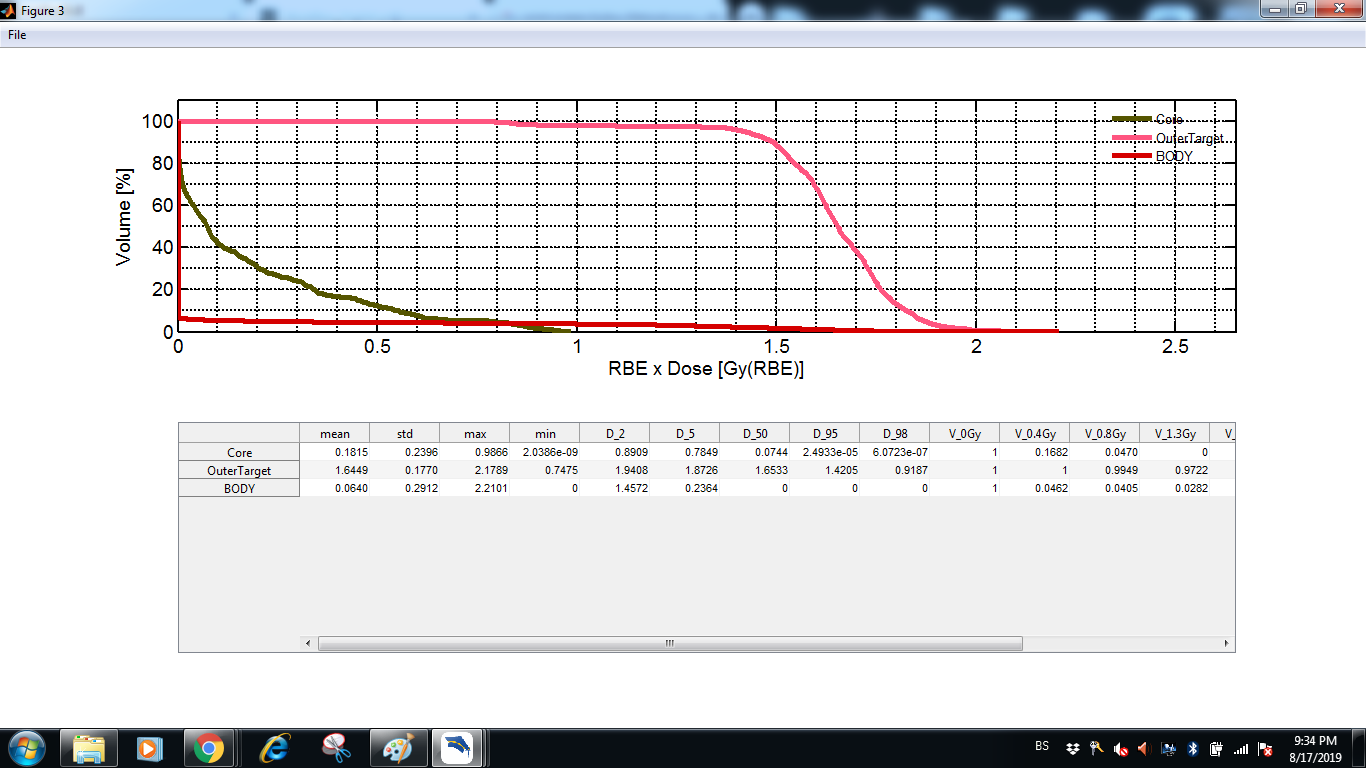 Figure 3
File
Core
OuterTarget
BODY
100
80
60
40
20
0
Volume [%]
0 0.5 1 1.5 2 2.5
RBE x Dose [Gy(RBE)]
mean std max min D_2 D_5 D_50 D_95 D_98 V_0Gy V_0.4Gy V_0.8Gy V_1.3Gy V_
Core 0.1815 0.2396 0.9866 2.0386e-09 0.8909 0.7849 0.0744 2.4933e-05 6.0723e-07 1 0.1682 0.0470 0
OuterTarget 1.6449 0.1770 2.1789 0.7475 1.9408 1.8726 1.6533 1.4205 0.9187 1 1 0.9949 0.9722
BODY 0.0640 0.2912 2.2101 0 1.4572 0.2364 0 0 0 1 0.0462 0.0405 0.0282
BS
9:34 PM
8/17/2019